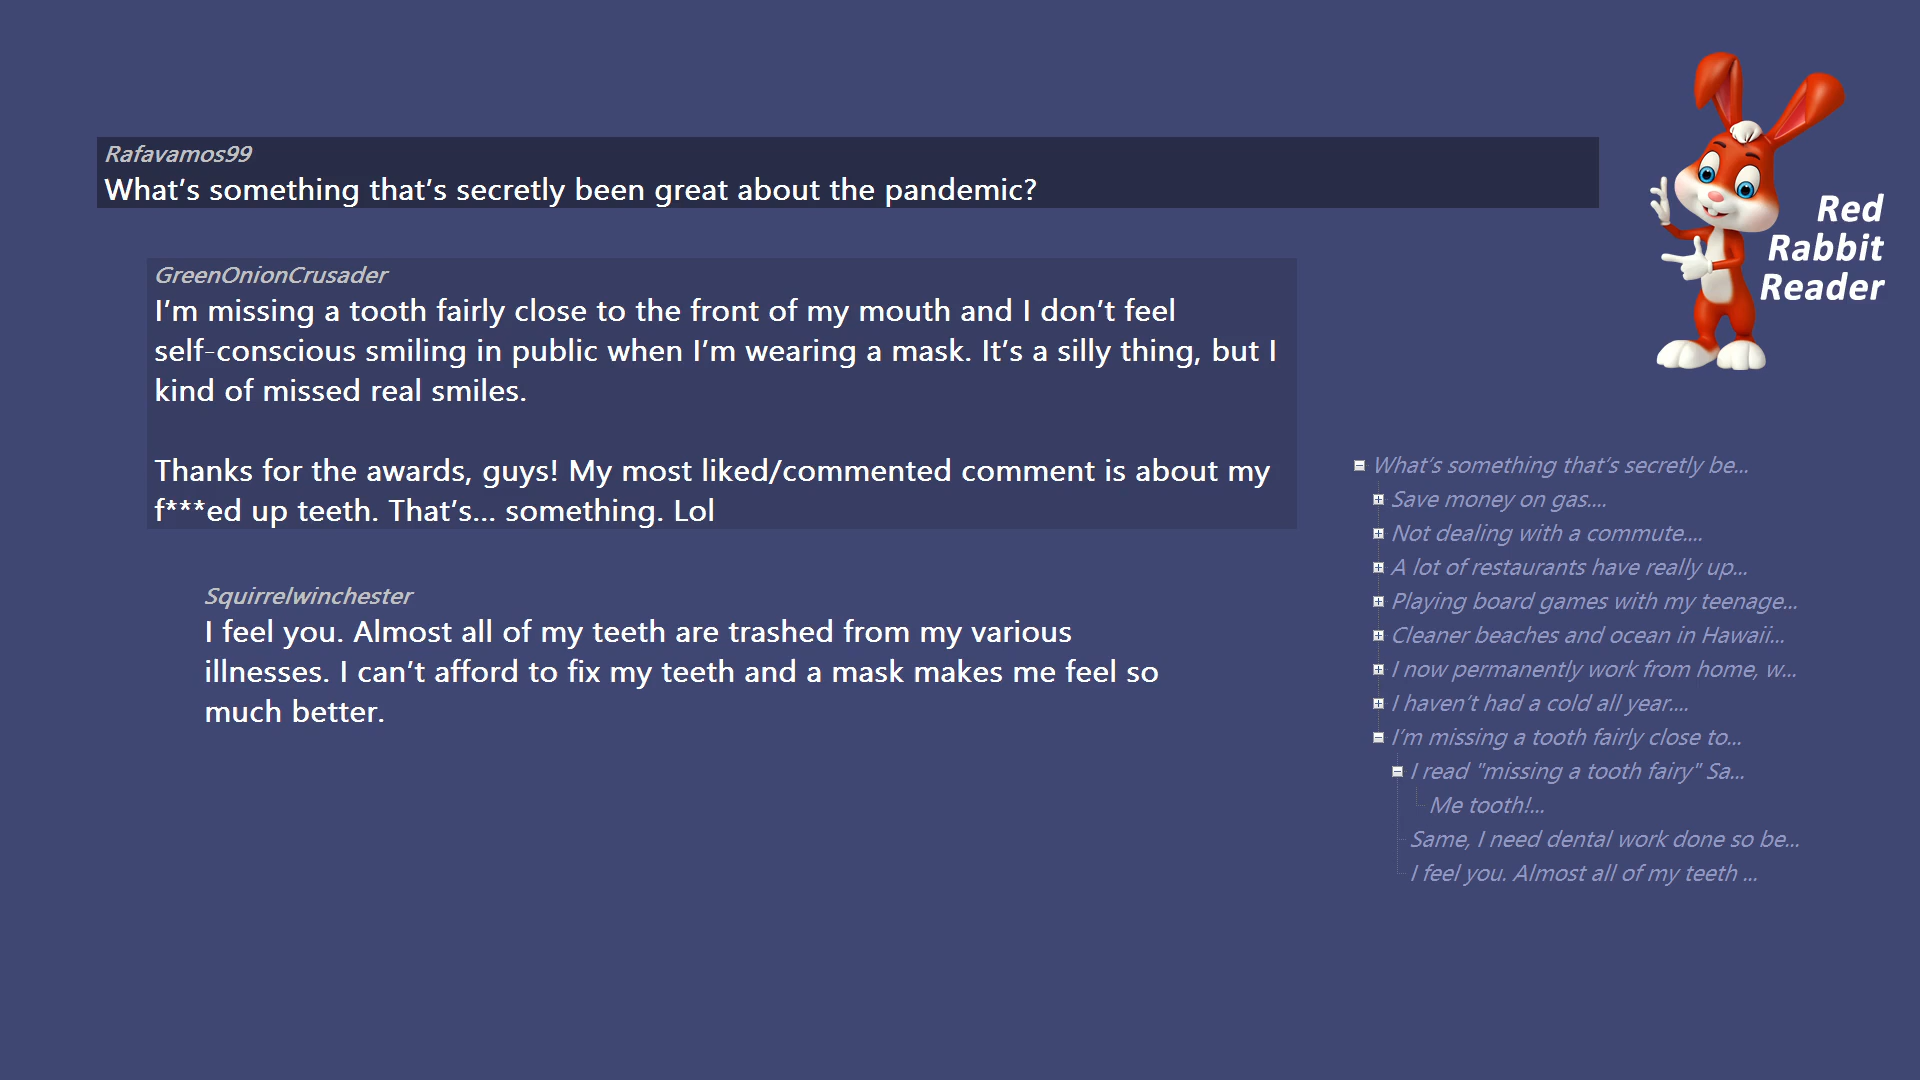 Rafavamos99
What’s something that’s secretly been great about the pandemic?
GreenOnionCrusader
I’m missing a tooth fairly close to the front of my mouth and I don’t feel
self-conscious smiling in public when I’m wearing a mask. It’s a silly thing, but I
kind of missed real smiles.
Thanks for the awards, guys! My most liked/commented comment is about my
f***ed up teeth. That’s... something. Lol
Squirrelwinchester
I feel you. Almost all of my teeth are trashed from my various
illnesses. I can’t afford to fix my teeth and a mask makes me feel so
much better.
Red
Rabbit
Reader
What’s something that’s secretly be...
Save money on gas....
Not dealing with a commute....
A lot of restaurants have really up...
Playing board games with my teenage...
Cleaner beaches and ocean in Hawaii...
I now permanently work from home, w...
I haven’t had a cold all year....
I’m missing a tooth fairly close to...
I read "missing a tooth fairy" Sa...
Me tooth!...
Same, I need dental work done so be...
I feel you. Almost all of my teeth ...